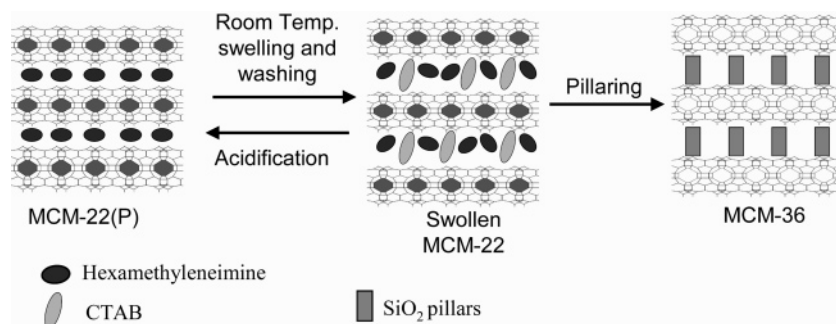 Room Temp.
swelling and
washing
Pillaring
Acidification
MCM-22(P)
Swollen
MCM-22
MCM-36
Hexamethyleneimine
CTAB
SiO₂ pillars